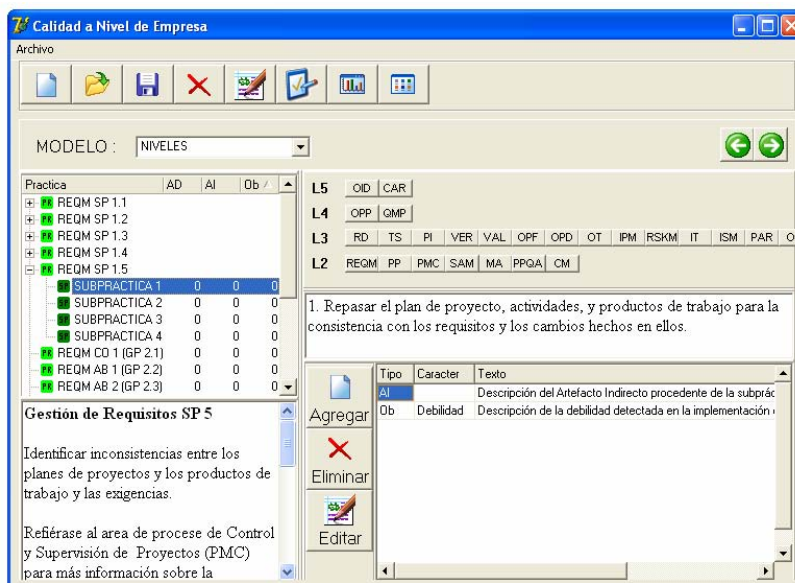 Calidad a Nivel de Empresa
Archivo
MODELO : NIVELES
Practica AD AI Ob
REQM SP 1.1
REQM SP 1.2
REQM SP 1.3
REQM SP 1.4
REQM SP 1.5
SUBPRACTICA 1 0 0 0
SUBPRACTICA 2 0 0 0
SUBPRACTICA 3 0 0 0
SUBPRACTICA 4 0 0 0
REQM CO 1 (GP 2.1) 0 0 0
REQM AB 1 (GP 2.2) 0 0 0
REQM AB 2 (GP 2.3) 0 0 0
Gestión de Requisitos SP 5
Identificar inconsistencias entre los
planes de proyectos y los productos de
trabajo y las exigencias.
Refiérase al area de procese de Control
y Supervisión de Proyectos (PMC)
para más información sobre la
L5 OID CAR
L4 OPP QMP
L3 RD TS PI VER VAL OPF OPD OT IPM RSKM IT ISM PAR O
L2 REQM PP PMC SAM MA PPQA CM
1. Repasar el plan de proyecto, actividades, y productos de trabajo para la
consistencia con los requisitos y los cambios hechos en ellos.
Agregar
Eliminar
Editar
Tipo Caracter Texto
AI Descripción del Artefacto Indirecto procedente de la subprác
Ob Debilidad Descripción de la debilidad detectada en la implementación